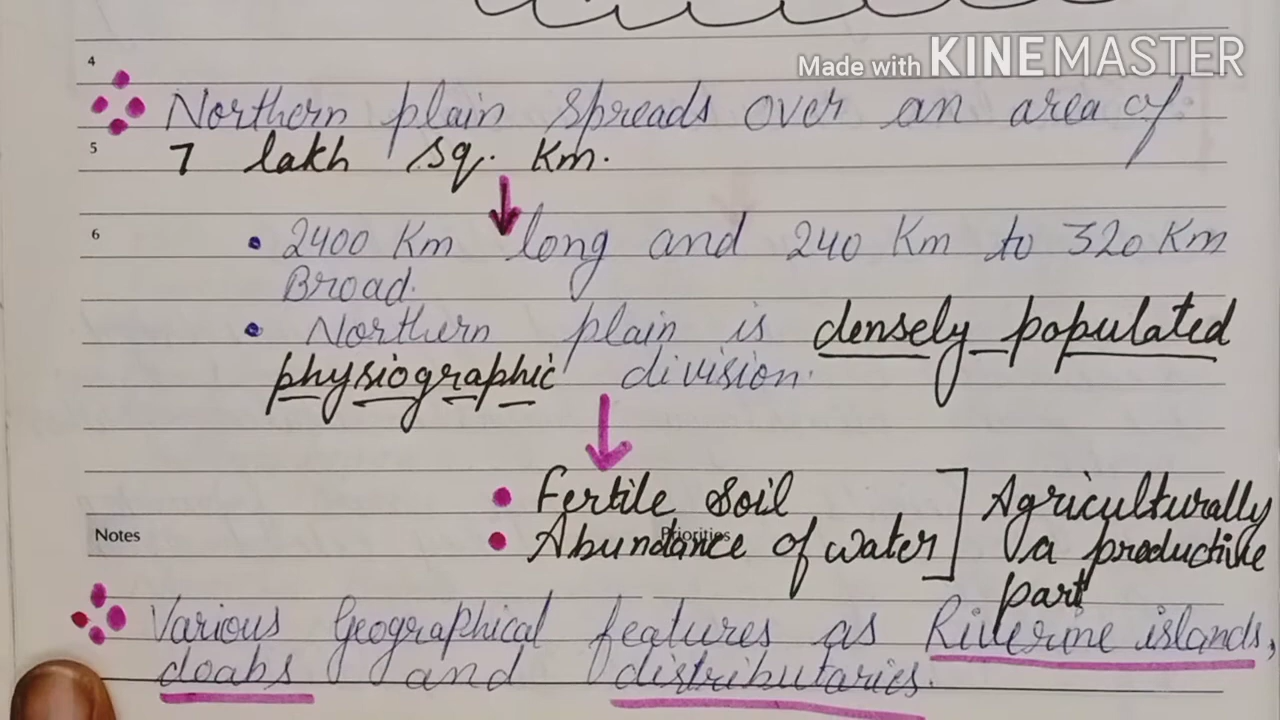 Made with KINEMASTER
4
Northern plain spreads over an area of:
5
7 lakh sq. Km.
6
• 2400 Km long and 240 Km to 320 Km
Broad.
• Northern plain is densely populated
physiographic division.
• Fertile Soil
• Abundance of water
Agriculturally
a productive
part
Notes
Priorities
Various Geographical features as Riverine islands,
doabs and distributaries.